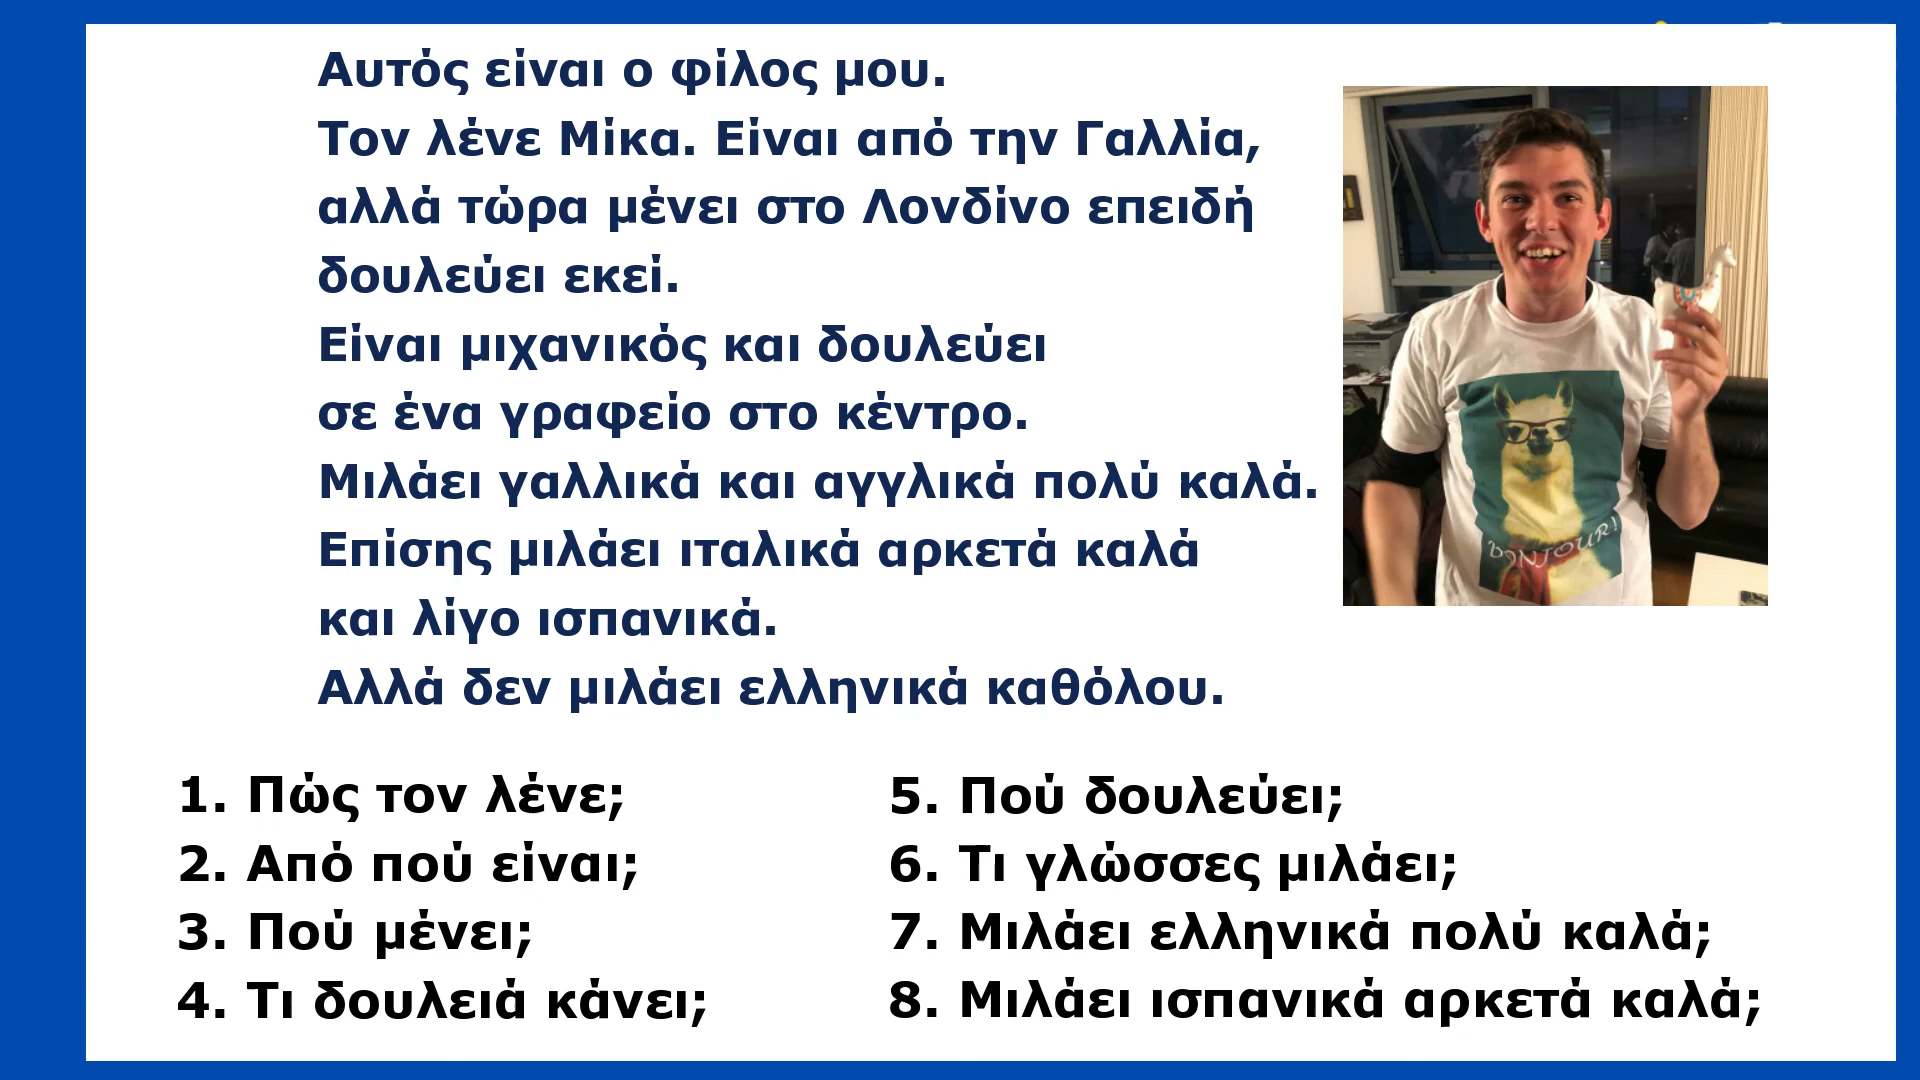 Αυτός είναι ο φίλος μου.
Τον λένε Μίκα. Είναι από την Γαλλία,
αλλά τώρα μένει στο Λονδίνο επειδή
δουλεύει εκεί.
Είναι μιχανικός και δουλεύει
σε ένα γραφείο στο κέντρο.
Μιλάει γαλλικά και αγγλικά πολύ καλά.
Επίσης μιλάει ιταλικά αρκετά καλά
και λίγο ισπανικά.
Αλλά δεν μιλάει ελληνικά καθόλου.
BONJOUR!
1. Πώς τον λένε;
2. Από πού είναι;
3. Πού μένει;
4. Τι δουλειά κάνει;
5. Πού δουλεύει;
6. Τι γλώσσες μιλάει;
7. Μιλάει ελληνικά πολύ καλά;
8. Μιλάει ισπανικά αρκετά καλά;